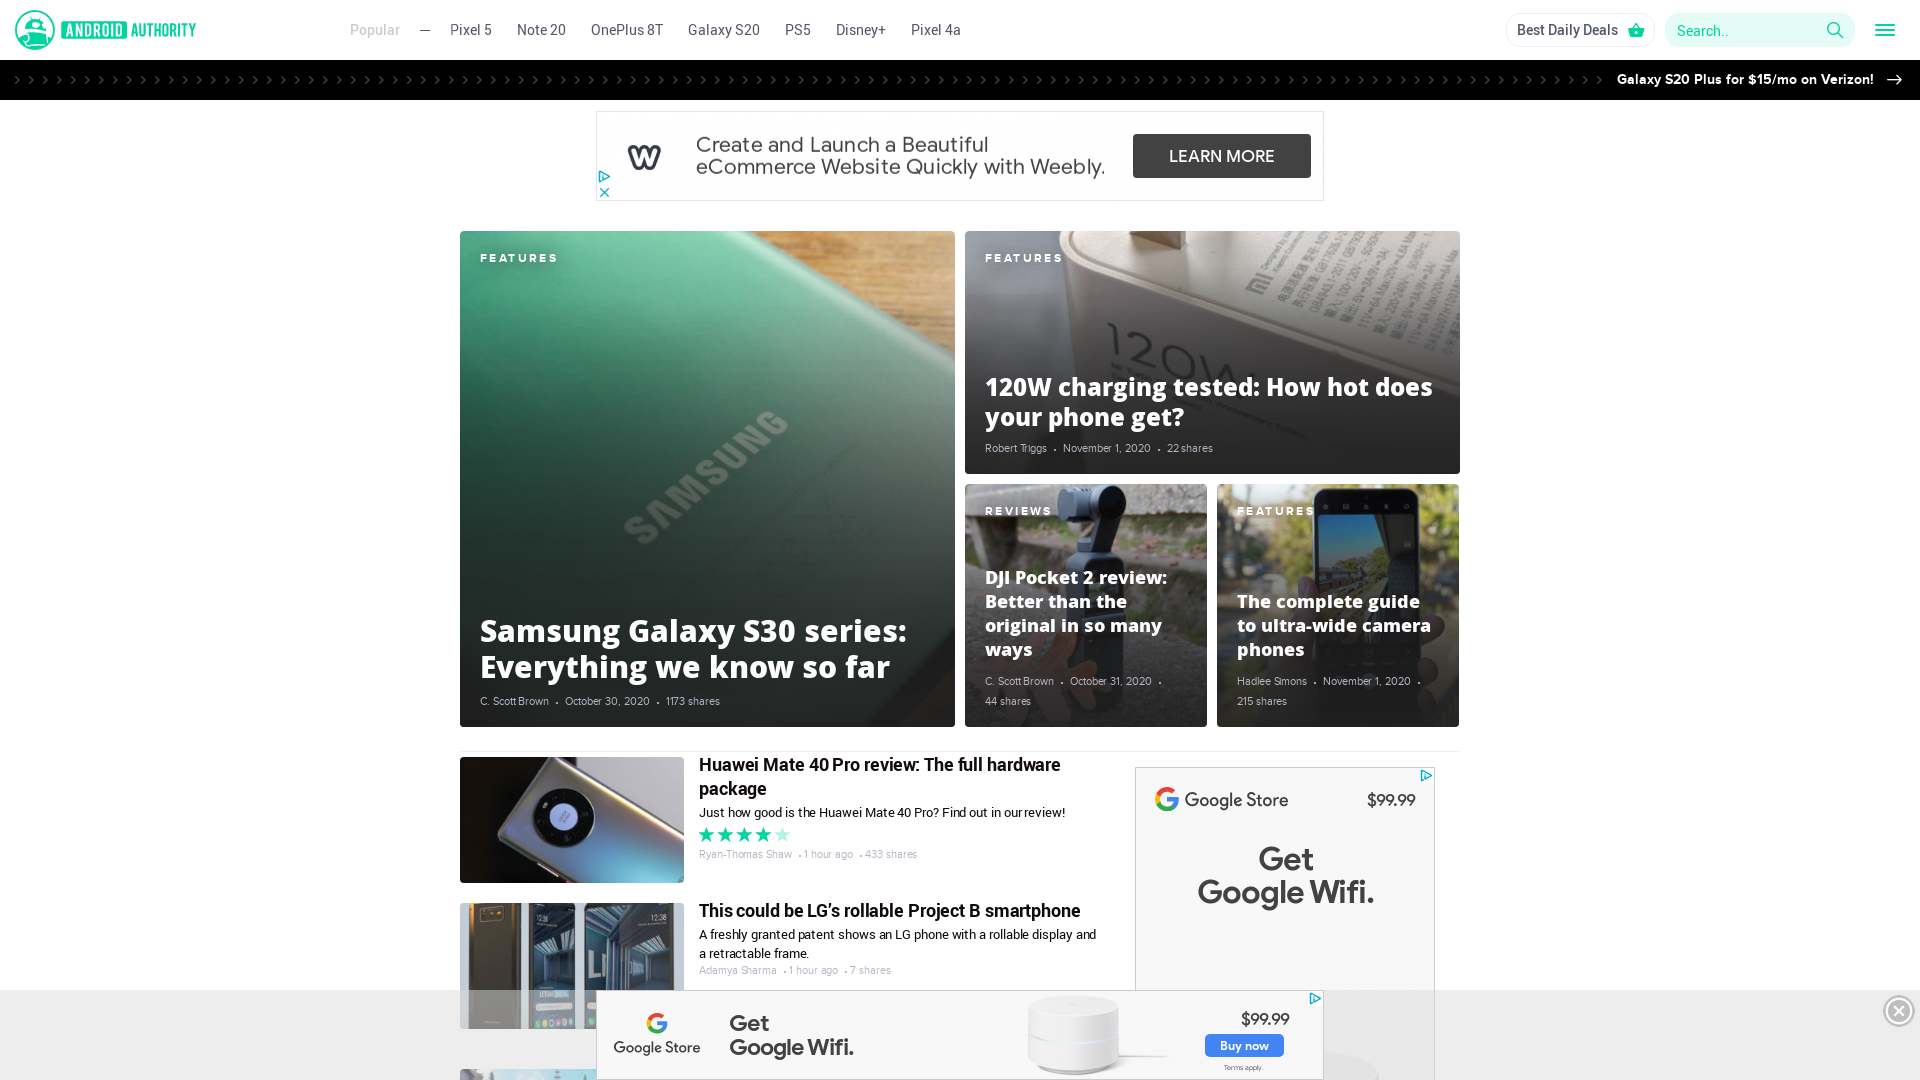 ANDROID AUTHORITY
Popular — Pixel 5 Note 20 OnePlus 8T Galaxy S20 PS5 Disney+ Pixel 4a
Best Daily Deals
Search..
Galaxy S20 Plus for $15/mo on Verizon!
Create and Launch a Beautiful
eCommerce Website Quickly with Weebly.
LEARN MORE
FEATURES
SAMSUNG
Samsung Galaxy S30 series:
Everything we know so far
C. Scott Brown • October 30, 2020 • 1173 shares
FEATURES
120W
120W charging tested: How hot does
your phone get?
Robert Triggs • November 1, 2020 • 22 shares
REVIEWS
DJI Pocket 2 review:
Better than the
original in so many
ways
C. Scott Brown • October 31, 2020 •
44 shares
FEATURES
The complete guide
to ultra-wide camera
phones
Hadlee Simons • November 1, 2020 •
215 shares
Huawei Mate 40 Pro review: The full hardware
package
Just how good is the Huawei Mate 40 Pro? Find out in our review!
Ryan-Thomas Shaw • 1 hour ago • 433 shares
This could be LG’s rollable Project B smartphone
A freshly granted patent shows an LG phone with a rollable display and
a retractable frame.
Adamya Sharma • 1 hour ago • 7 shares
12:38
12:38
Google Store
$99.99
Get
Google Wifi.
Google Store
Get
Google Wifi.
$99.99
Buy now
Terms apply.